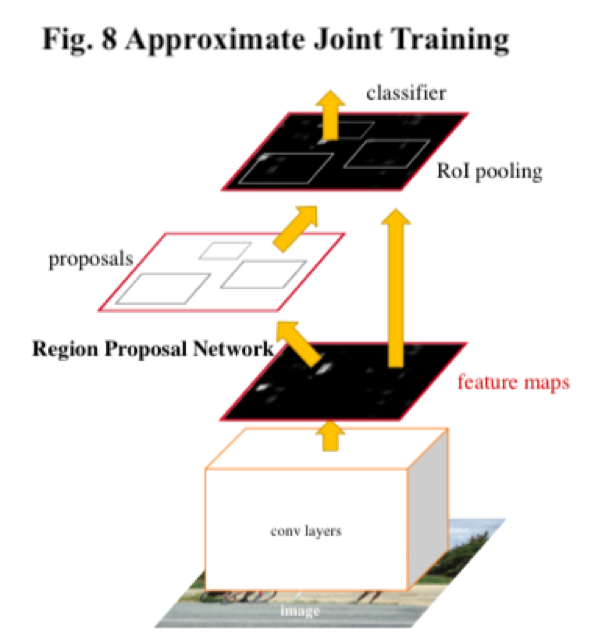 Fig. 8 Approximate Joint Training
classifier
RoI pooling
proposals
Region Proposal Network
feature maps
conv layers
image